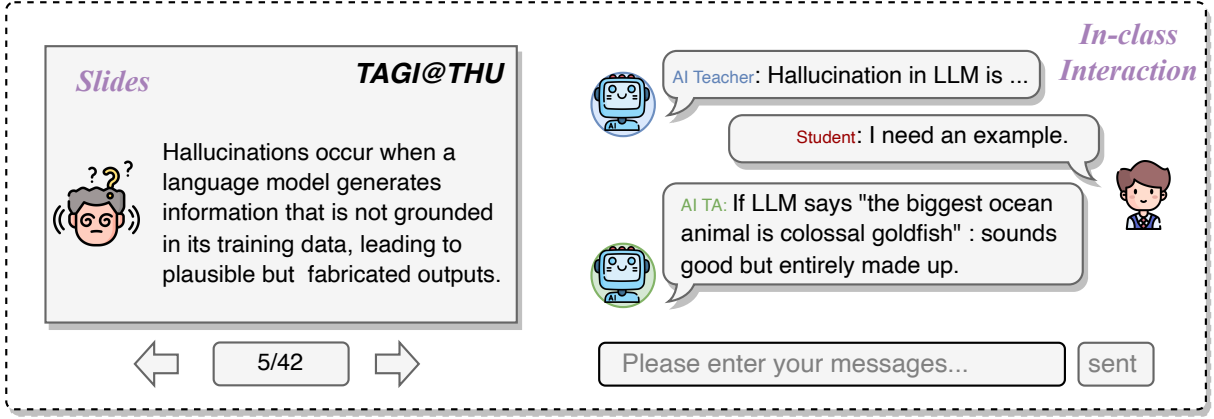 Slides
TAGI@THU
Hallucinations occur when a
language model generates
information that is not grounded
in its training data, leading to
plausible but fabricated outputs.
5/42
In-class
Interaction
AI Teacher: Hallucination in LLM is ...
Student: I need an example.
AI TA: If LLM says "the biggest ocean
animal is colossal goldfish" : sounds
good but entirely made up.
Please enter your messages...
sent